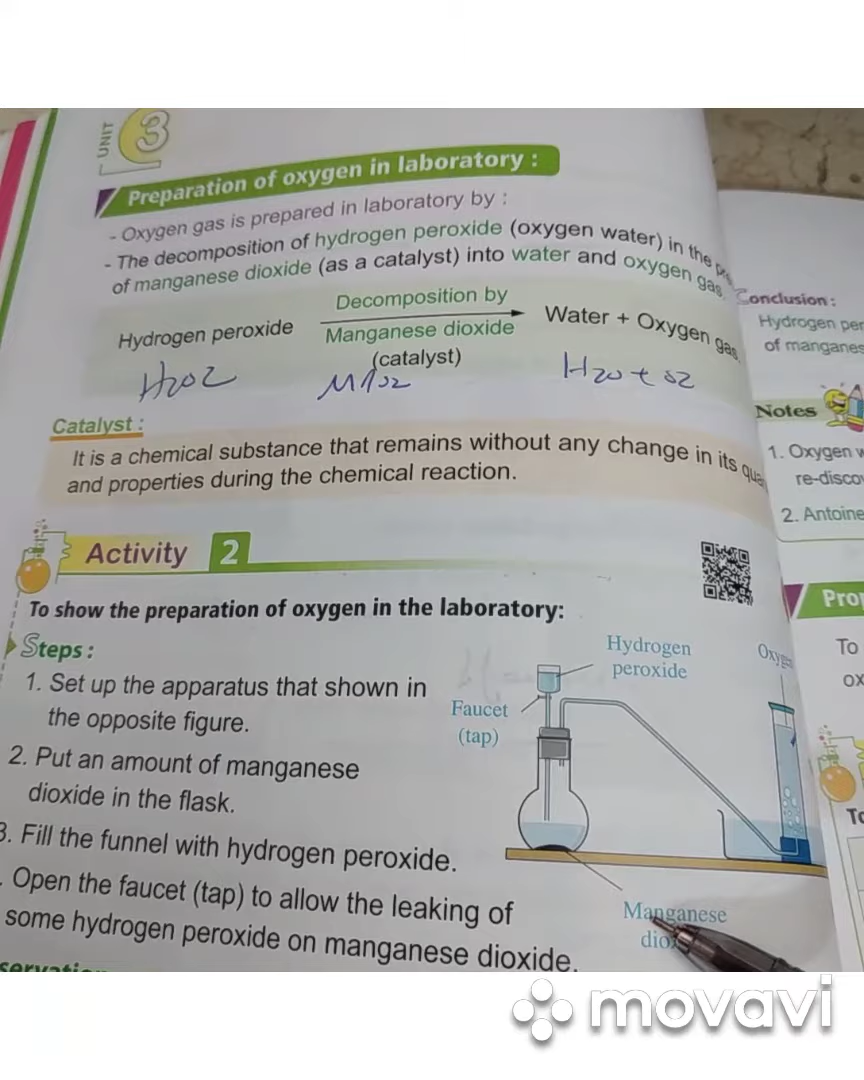 UNIT 3
Preparation of oxygen in laboratory :
- Oxygen gas is prepared in laboratory by :
- The decomposition of hydrogen peroxide (oxygen water) in the
of manganese dioxide (as a catalyst) into water and oxygen gas.
Decomposition by
Hydrogen peroxide Manganese dioxide Water + Oxygen gas
(catalyst)
H2O2 MnO2 H2O + O2
Catalyst :
It is a chemical substance that remains without any change in its
and properties during the chemical reaction.
Activity 2
To show the preparation of oxygen in the laboratory:
Steps :
1. Set up the apparatus that shown in
the opposite figure.
2. Put an amount of manganese
dioxide in the flask.
3. Fill the funnel with hydrogen peroxide.
. Open the faucet (tap) to allow the leaking of
some hydrogen peroxide on manganese dioxide.
Hydrogen
peroxide
Oxygen
Faucet
(tap)
Manganese
diox
Conclusion :
Hydrogen per
of manganes
Notes
1. Oxygen w
re-disco
2. Antoine
Prop
To
ox
To
movavi